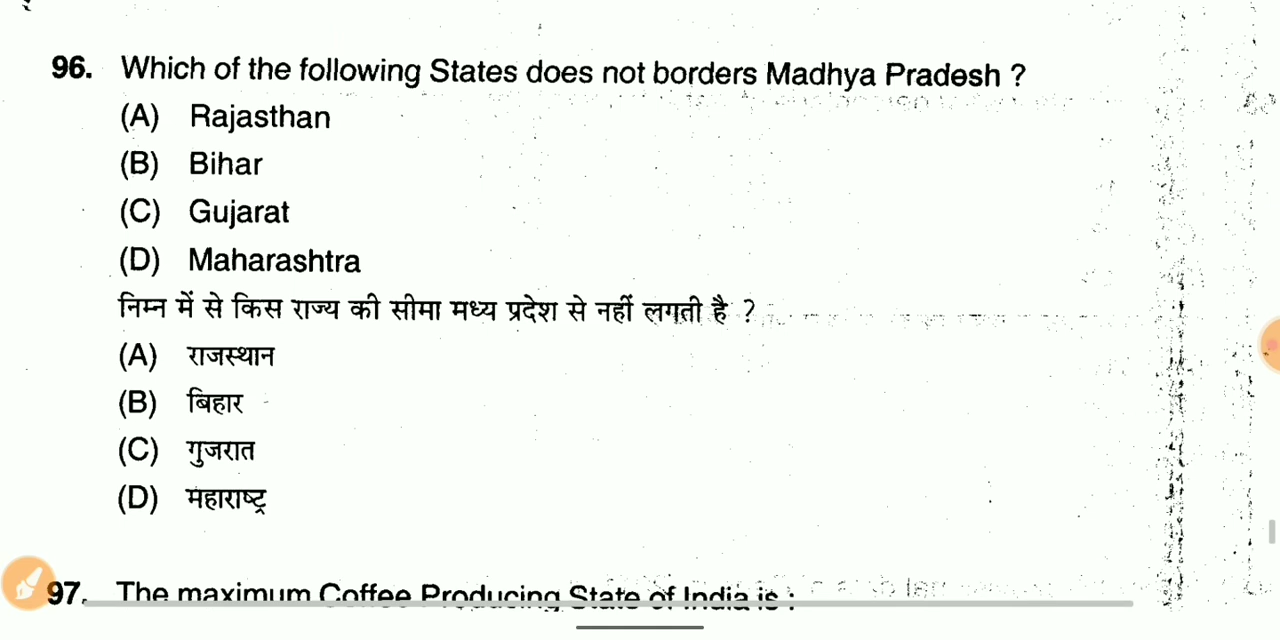 96. Which of the following States does not borders Madhya Pradesh ?
(A) Rajasthan
(B) Bihar
(C) Gujarat
(D) Maharashtra
निम्न में से किस राज्य की सीमा मध्य प्रदेश से नहीं लगती है ?
(A) राजस्थान
(B) बिहार
(C) गुजरात
(D) महाराष्ट्र
97. The maximum Coffee Producing State of India is :